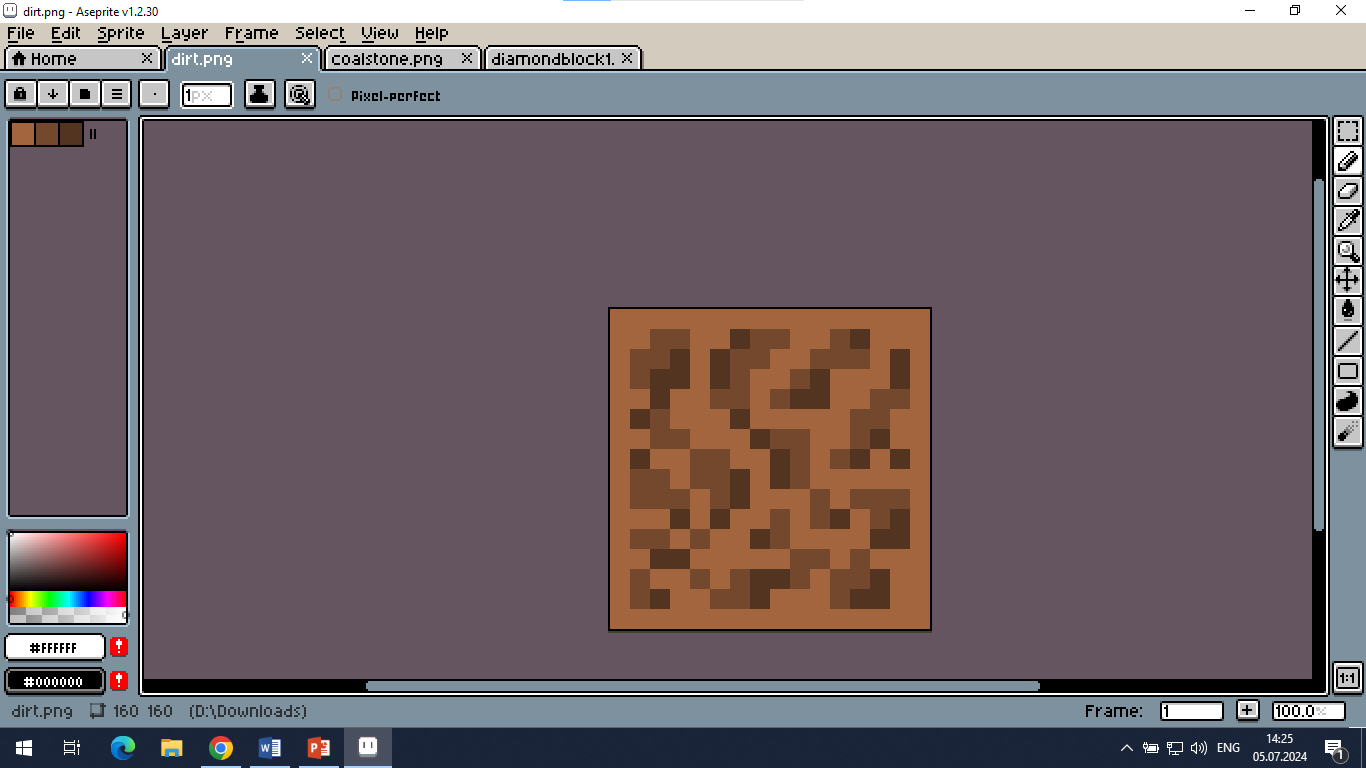 dirt.png - Aseprite v1.2.30
File Edit Sprite Layer Frame Select View Help
Home dirt.png coalstone.png diamondblock1.
1px Pixel-perfect
#FFFFFF
#000000
dirt.png 160 160 (D:\Downloads) Frame: 1 100.0% 1:1
ENG 14:25
05.07.2024 1